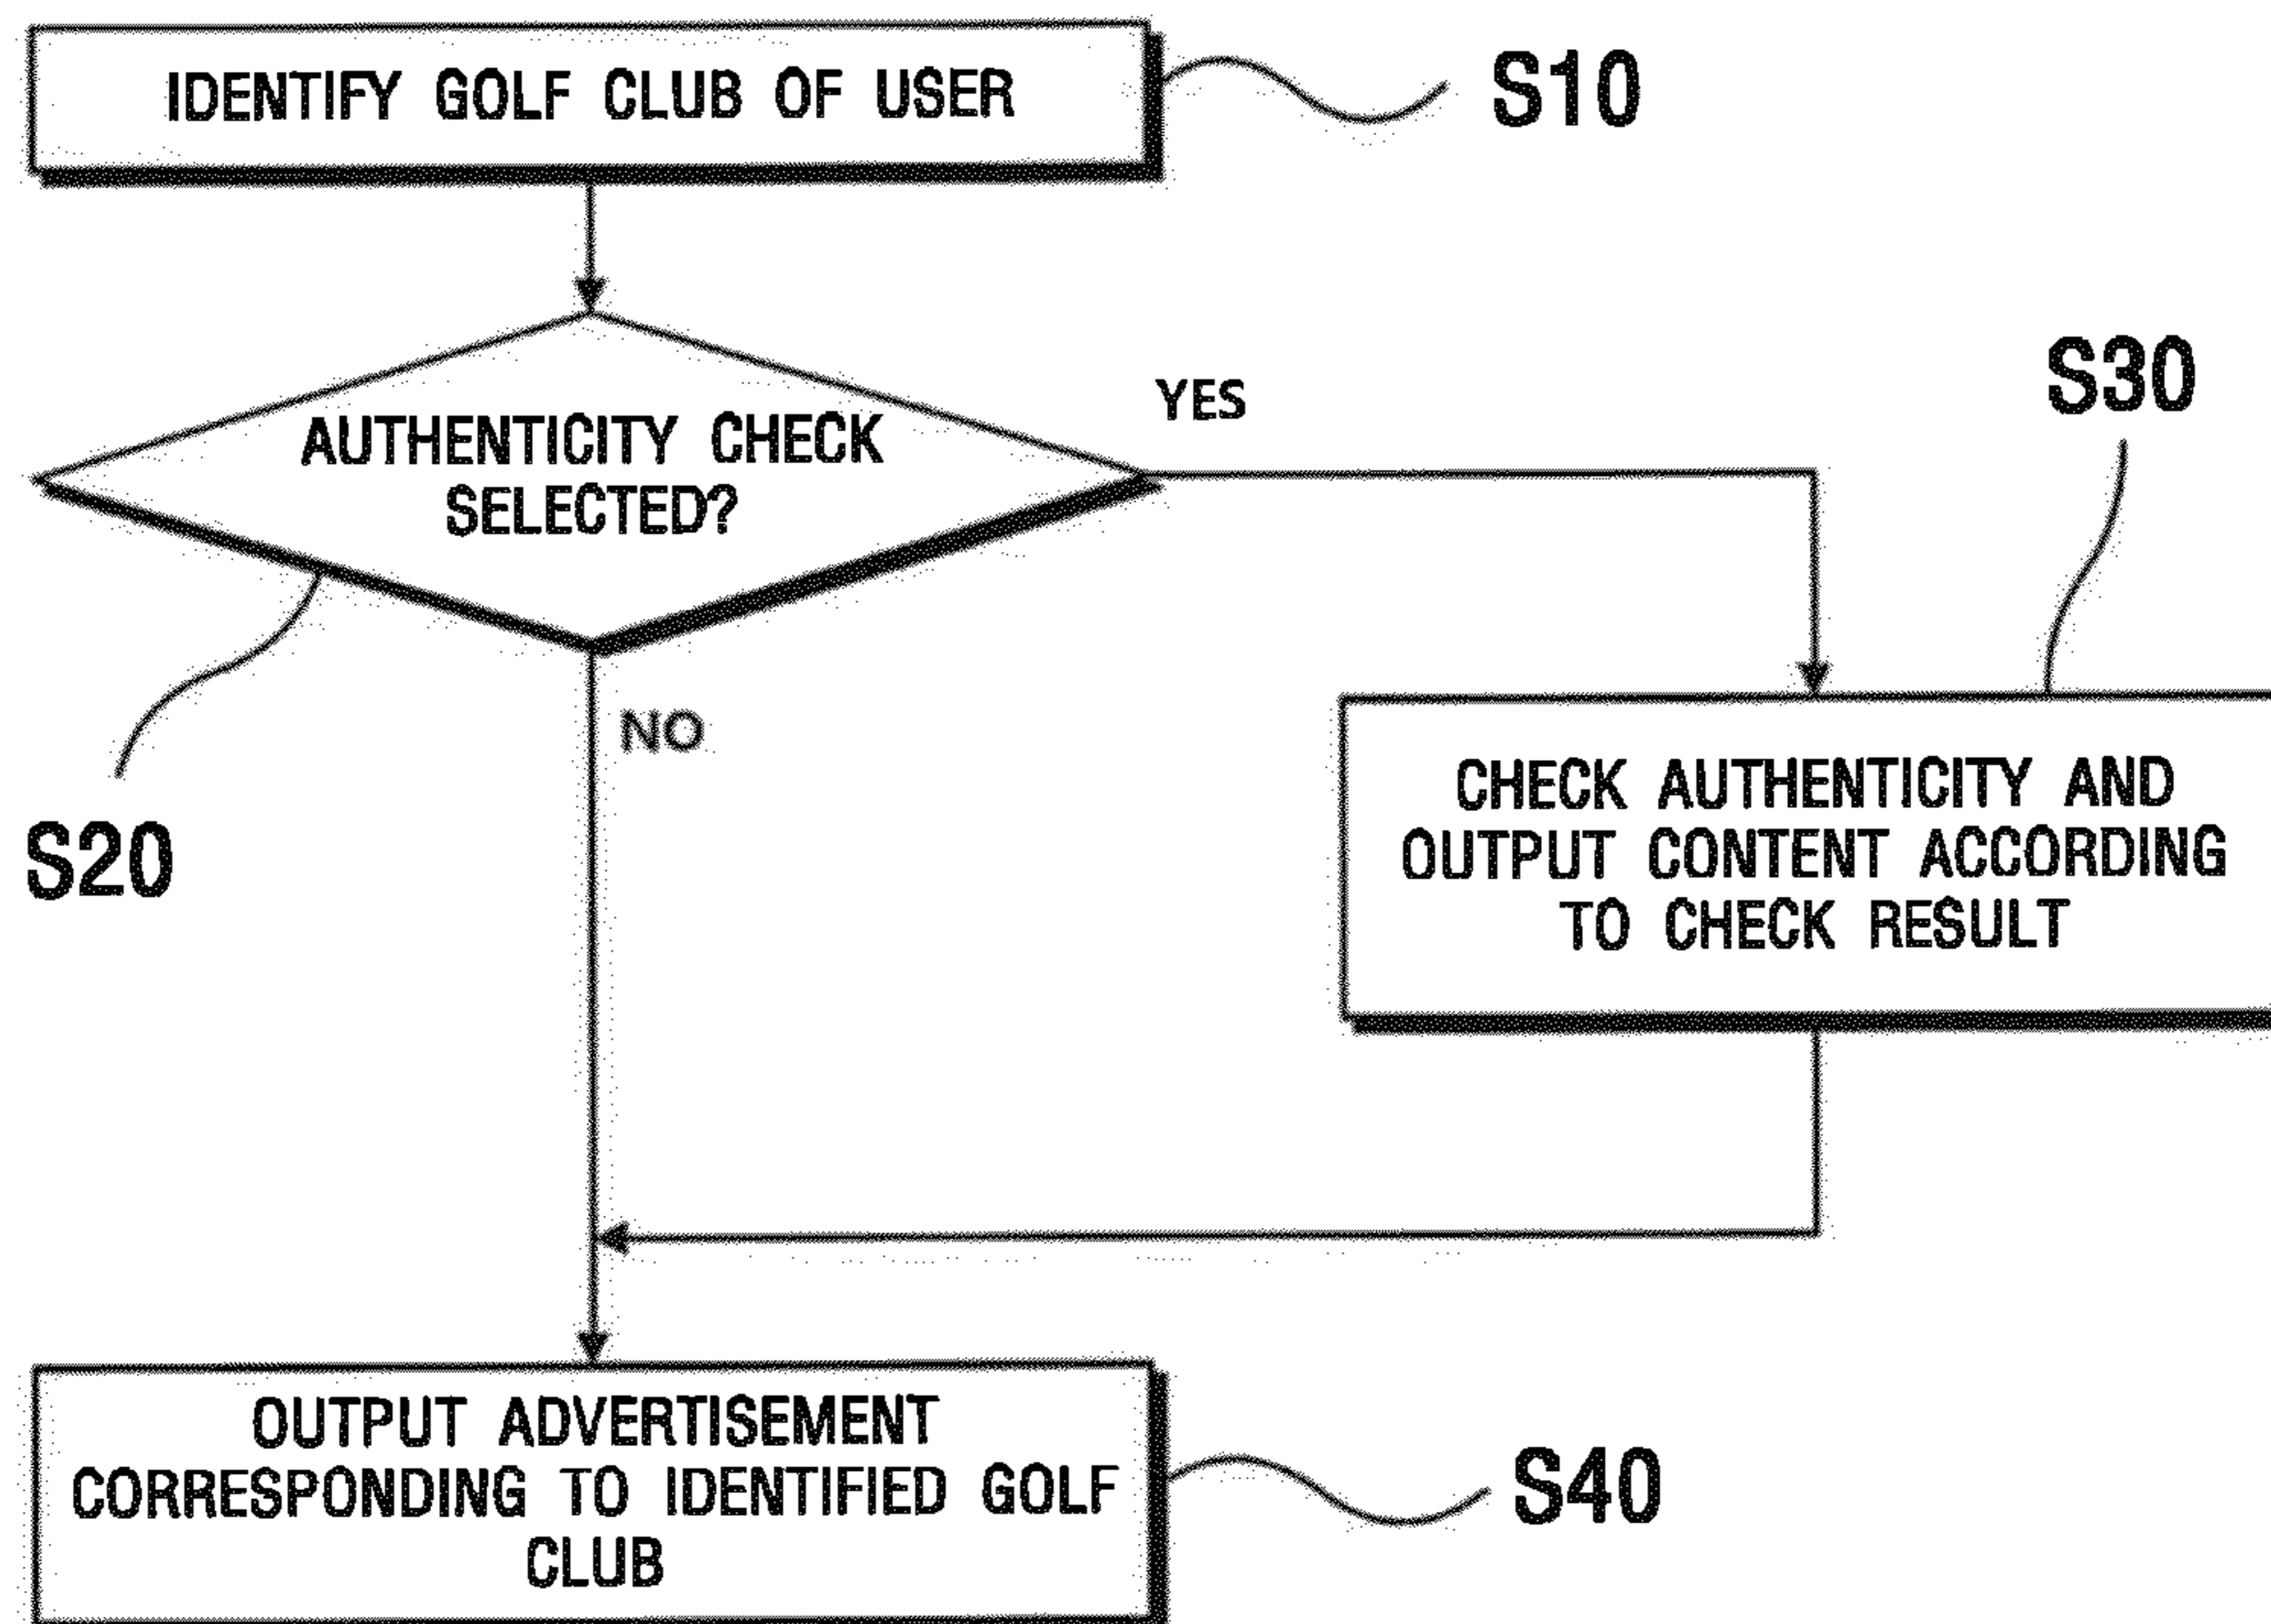 IDENTIFY GOLF CLUB OF USER
S10
AUTHENTICITY CHECK
SELECTED?
YES
S30
NO
S20
CHECK AUTHENTICITY AND
OUTPUT CONTENT ACCORDING
TO CHECK RESULT
OUTPUT ADVERTISEMENT
CORRESPONDING TO IDENTIFIED GOLF
CLUB
S40